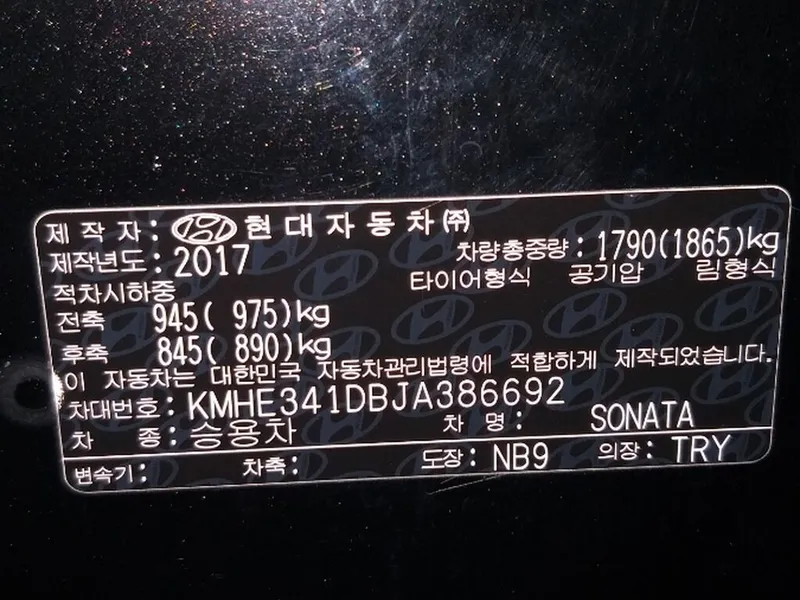 제작자: 현대자동차㈜
제작년도: 2017 차량총중량: 1790(1865)kg
적차시하중 타이어형식 공기압 림형식
전축 945( 975)kg
후축 845( 890)kg
이 자동차는 대한민국 자동차관리법령에 적합하게 제작되었습니다.
차대번호: KMHE341DBJA386692
차 종: 승용차 차 명: SONATA
변속기: 차축: 도장: NB9 의장: TRY